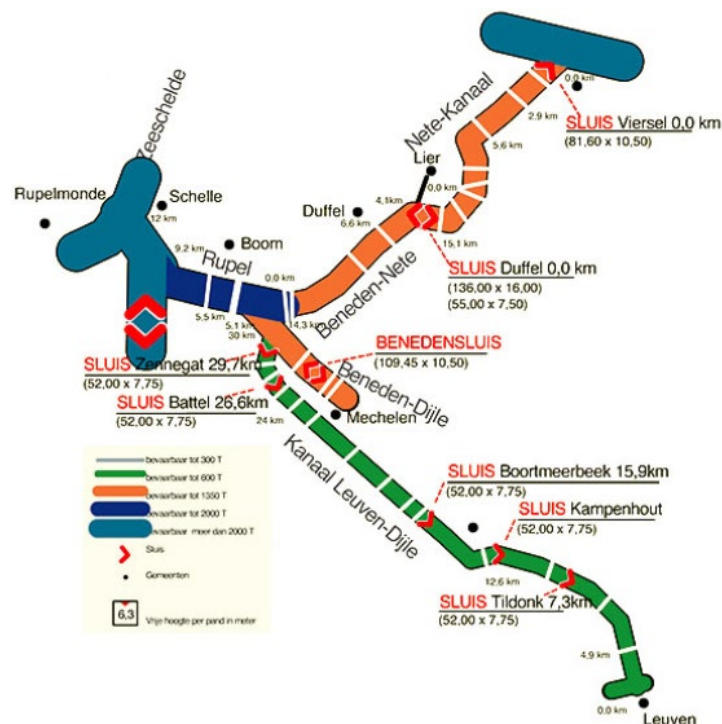 0,0 km
Nete-Kanaal
2,9 km
SLUIS Viersel 0,0 km
(81,60 x 10,50)
Zeeschelde
5,6 km
Lier
Rupelmonde
Schelle
12 km
4,1km
0,0 km
Duffel
6,6 km
15,1 km
Boom
9,2 km
Rupel
Beneden-Nete
SLUIS Duffel 0,0 km
(136,00 x 16,00)
(55,00 x 7,50)
0,0 km
5,5 km
5,1 km
14,3 km
30 km
SLUIS Zennegat 29,7km
(52,00 x 7,75)
BENEDENSLUIS
(109,45 x 10,50)
Beneden-Dijle
SLUIS Battel 26,6km
(52,00 x 7,75)
Mechelen
24 km
Kanaal Leuven-Dijle
bevaarbaar tot 300 T
bevaarbaar tot 600 T
bevaarbaar tot 1350 T
bevaarbaar tot 2000 T
bevaarbaar meer dan 2000 T
Sluis
Gemeenten
6,3
Vrije hoogte per pand in meter
SLUIS Boortmeerbeek 15,9km
(52,00 x 7,75)
SLUIS Kampenhout
(52,00 x 7,75)
12,6 km
SLUIS Tildonk 7,3km
(52,00 x 7,75)
4,9 km
0,0 km
Leuven